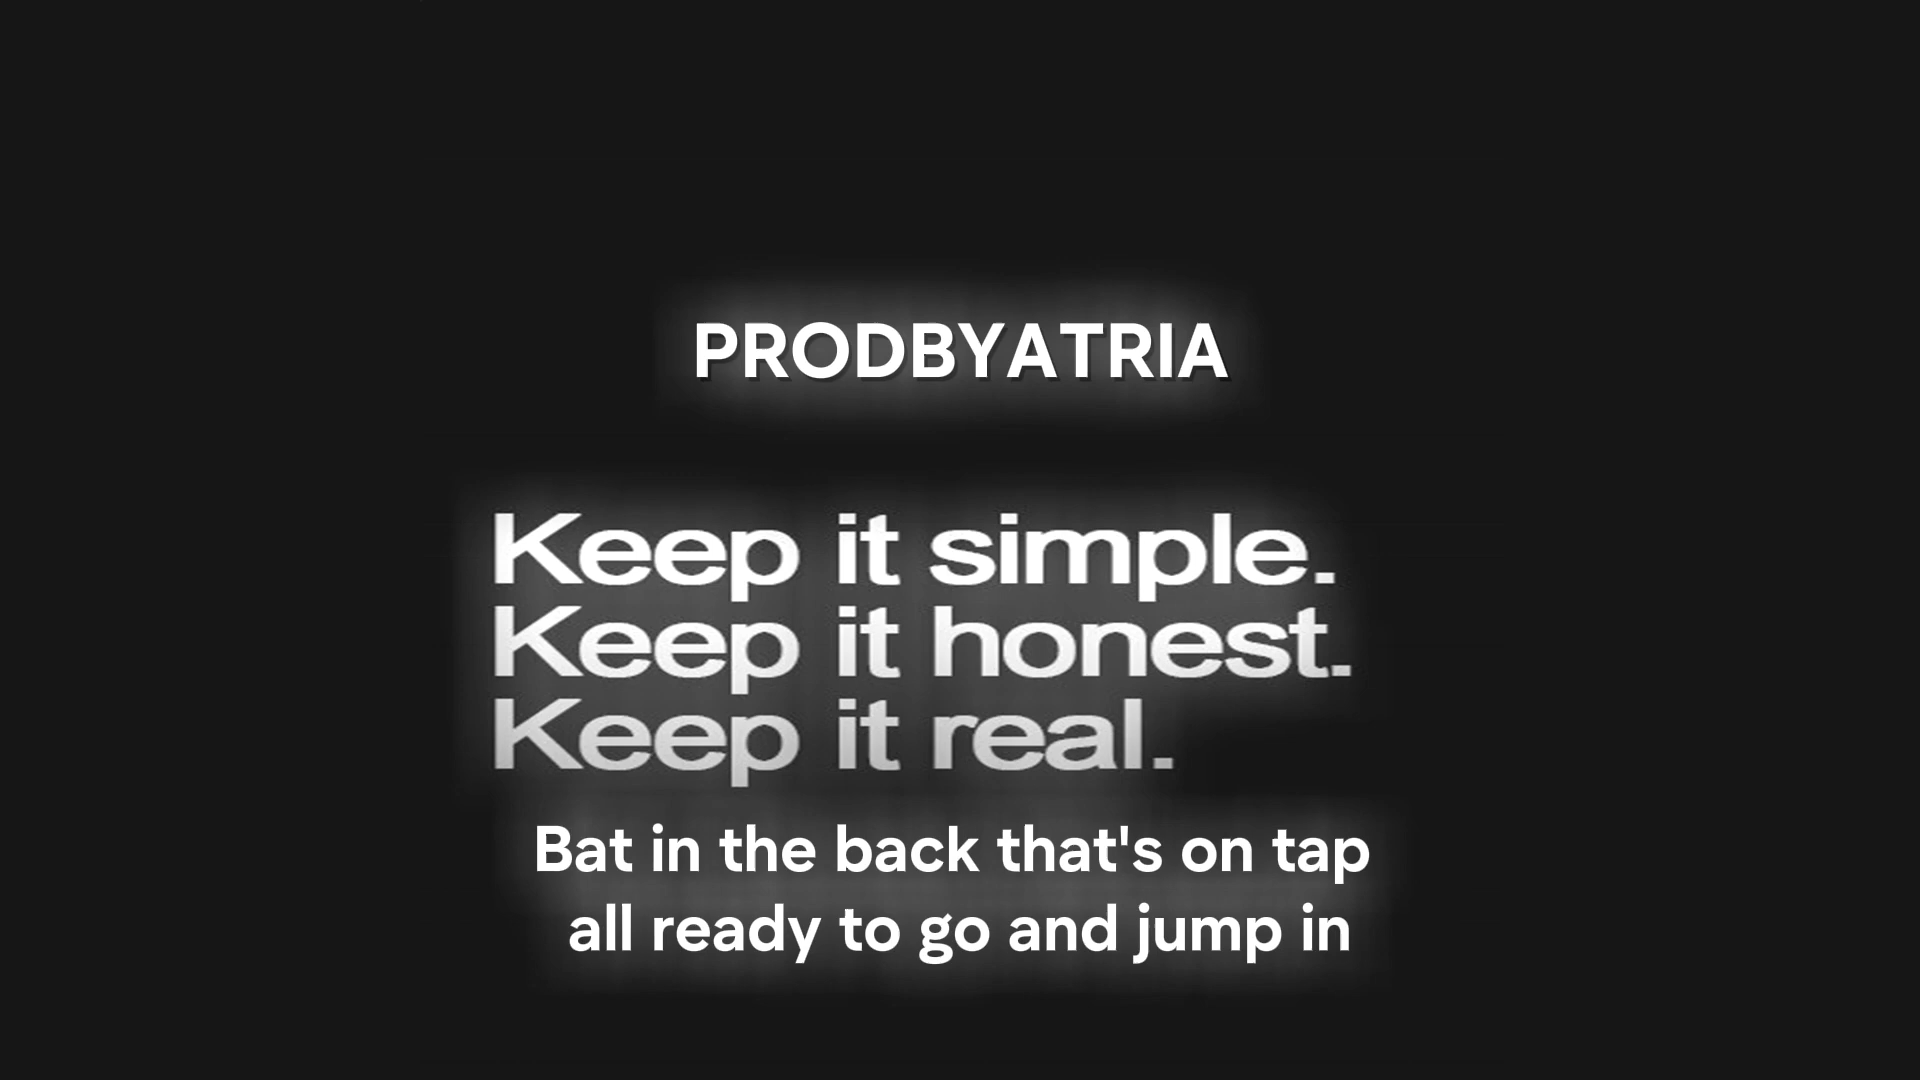 PRODBYATRIA
Keep it simple.
Keep it honest.
Keep it real.
Bat in the back that's on tap
all ready to go and jump in